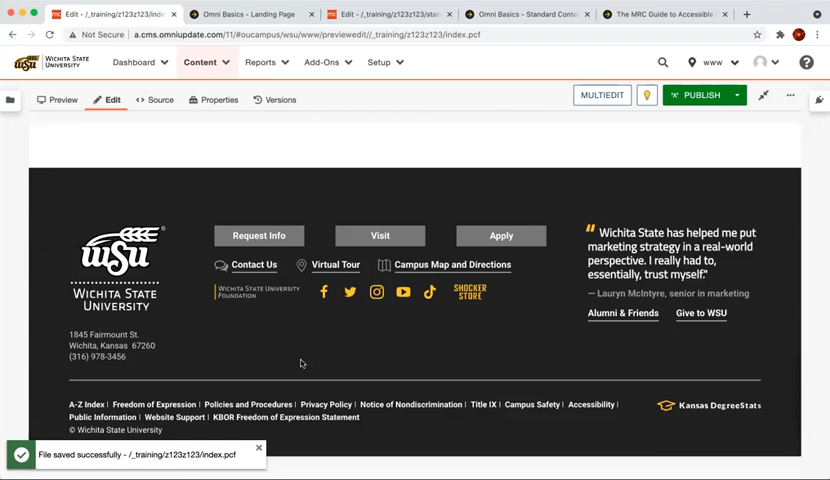 Edit - /_training/z123z123/inde
Omni Basics - Landing Page
Edit - /_training/z123z123/stan
Omni Basics - Standard Conte
The MRC Guide to Accessible
Not Secure | a.cms.omniupdate.com/11/#oucampus/wsu/www/previewedit//_training/z123z123/index.pcf
WICHITA STATE
UNIVERSITY
Dashboard
Content
Reports
Add-Ons
Setup
www
Preview
Edit
Source
Properties
Versions
MULTIEDIT
PUBLISH
wsu
WICHITA STATE
UNIVERSITY
1845 Fairmount St.
Wichita, Kansas 67260
(316) 978-3456
Request Info
Visit
Apply
Contact Us
Virtual Tour
Campus Map and Directions
WICHITA STATE UNIVERSITY
FOUNDATION
SHOCKER
STORE
" Wichita State has helped me put
marketing strategy in a real-world
perspective. I really had to,
essentially, trust myself."
— Lauryn McIntyre, senior in marketing
Alumni & Friends
Give to WSU
A-Z Index | Freedom of Expression | Policies and Procedures | Privacy Policy | Notice of Nondiscrimination | Title IX | Campus Safety | Accessibility |
Public Information | Website Support | KBOR Freedom of Expression Statement
© Wichita State University
Kansas DegreeStats
File saved successfully - /_training/z123z123/index.pcf